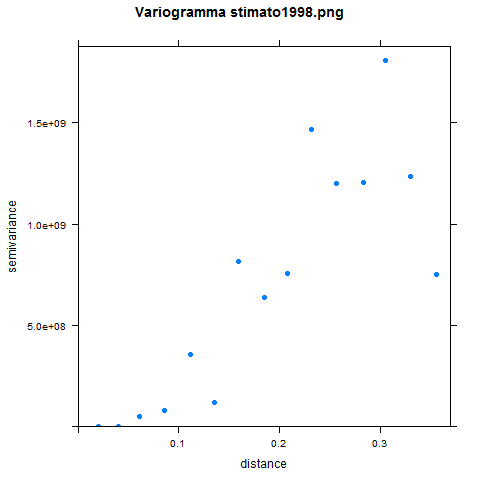 Variogramma stimato1998.png
semivariance
1.5e+09
1.0e+09
5.0e+08
0.1 0.2 0.3
distance